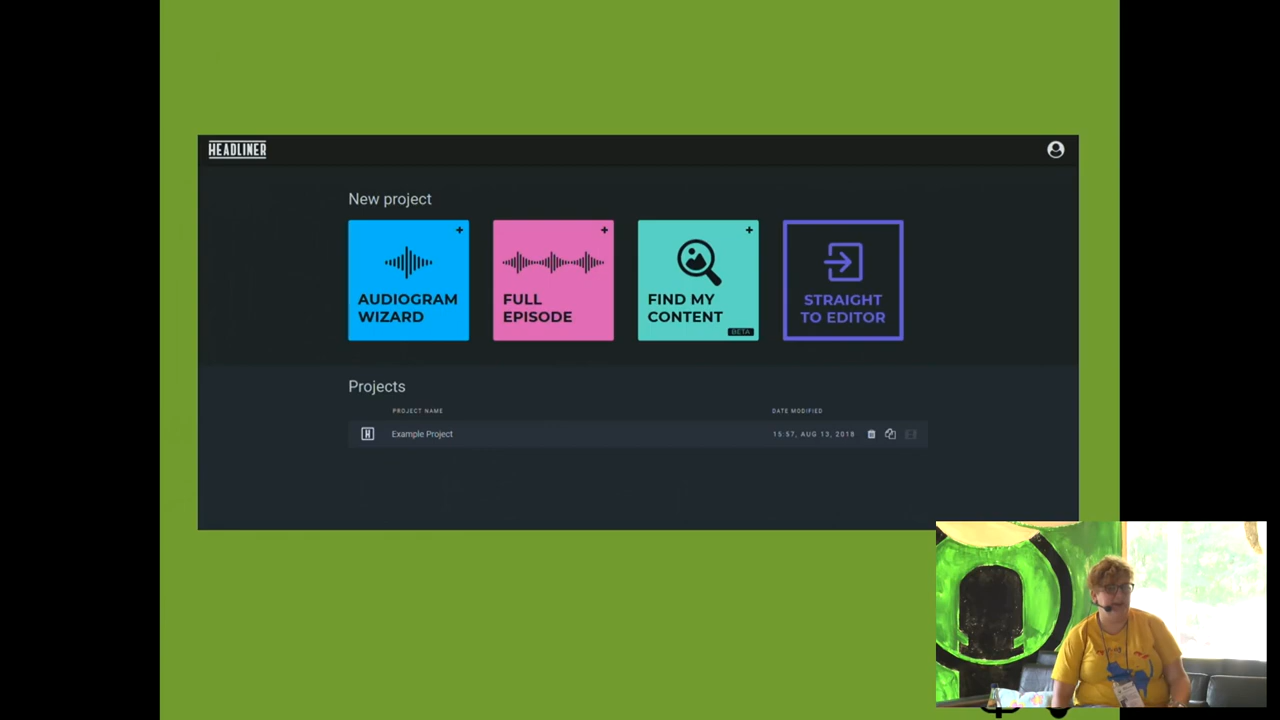 HEADLINER
New project
AUDIOGRAM
WIZARD
FULL
EPISODE
FIND MY
CONTENT
BETA
STRAIGHT
TO EDITOR
Projects
PROJECT NAME
DATE MODIFIED
H
Example Project
15:57, AUG 13, 2018